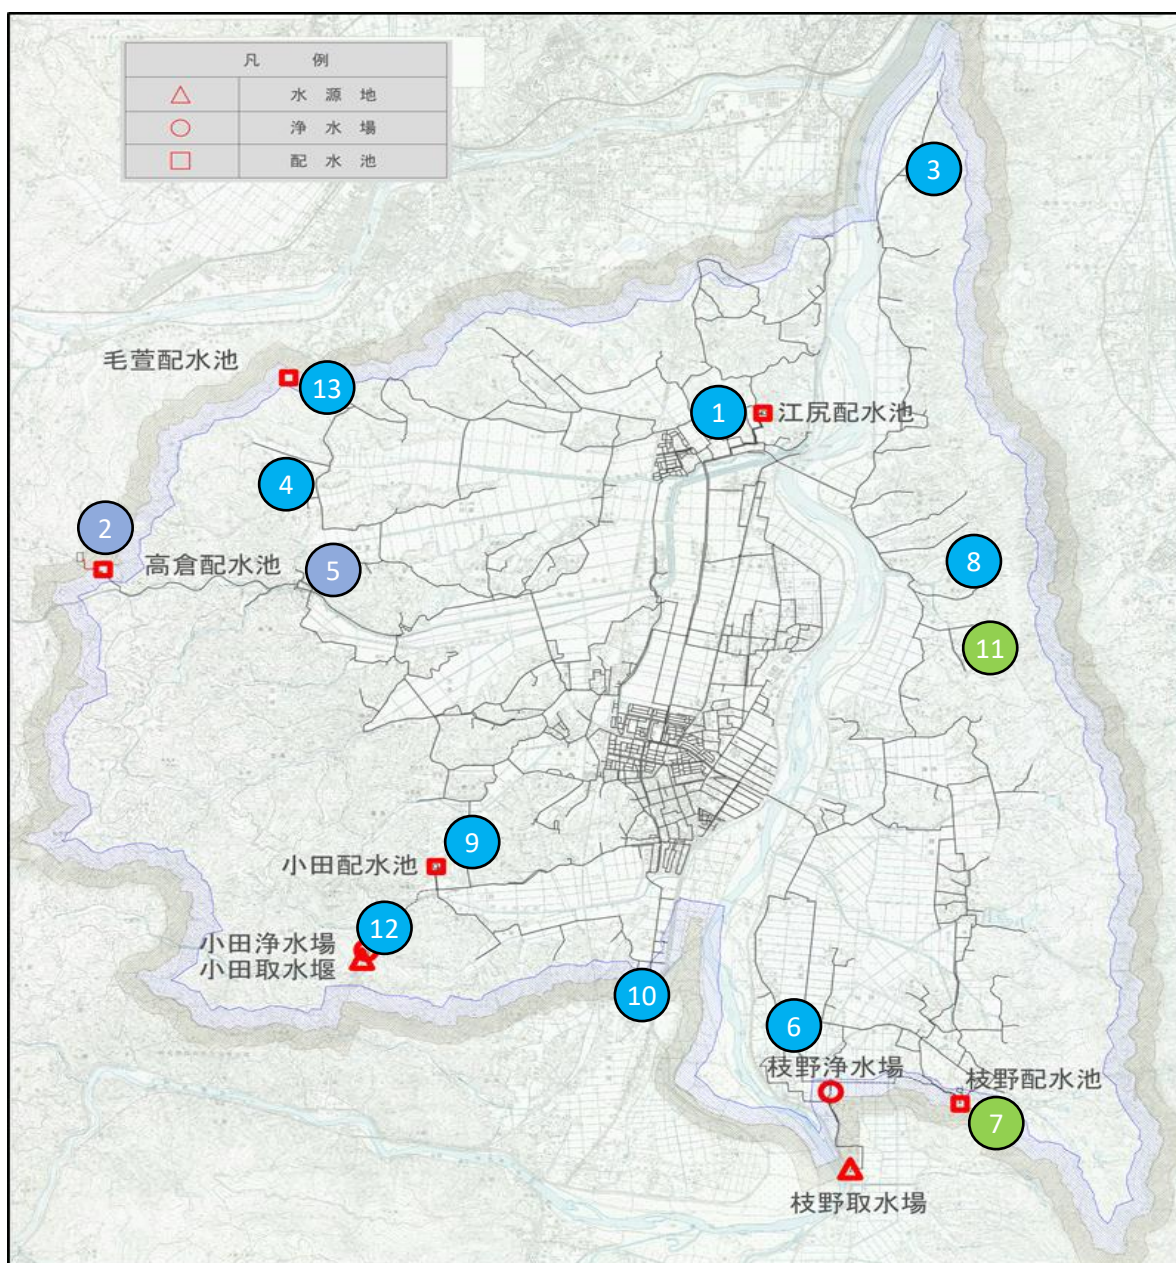 凡 例
水 源 地
浄 水 場
配 水 池
3
毛萱配水池
13
1
江尻配水池
4
2
高倉配水池
5
8
11
9
小田配水池
12
小田浄水場
小田取水堰
10
6
枝野浄水場
枝野配水池
7
枝野取水場